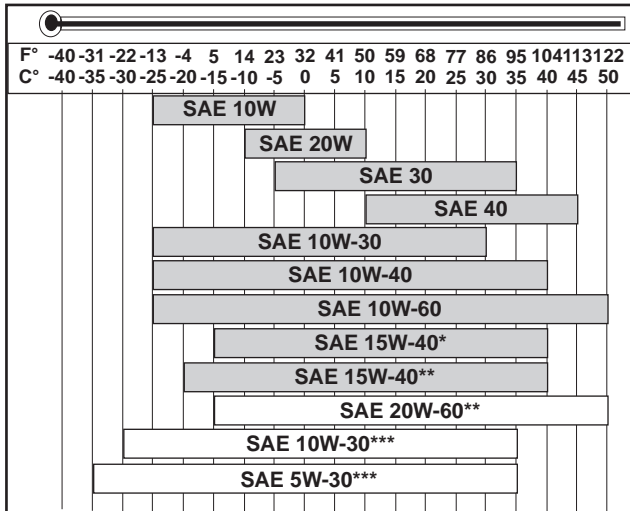 F° -40 -31 -22 -13 -4 5 14 23 32 41 50 59 68 77 86 95 104 113 122
C° -40 -35 -30 -25 -20 -15 -10 -5 0 5 10 15 20 25 30 35 40 45 50
SAE 10W
SAE 20W
SAE 30
SAE 40
SAE 10W-30
SAE 10W-40
SAE 10W-60
SAE 15W-40*
SAE 15W-40**
SAE 20W-60**
SAE 10W-30***
SAE 5W-30***